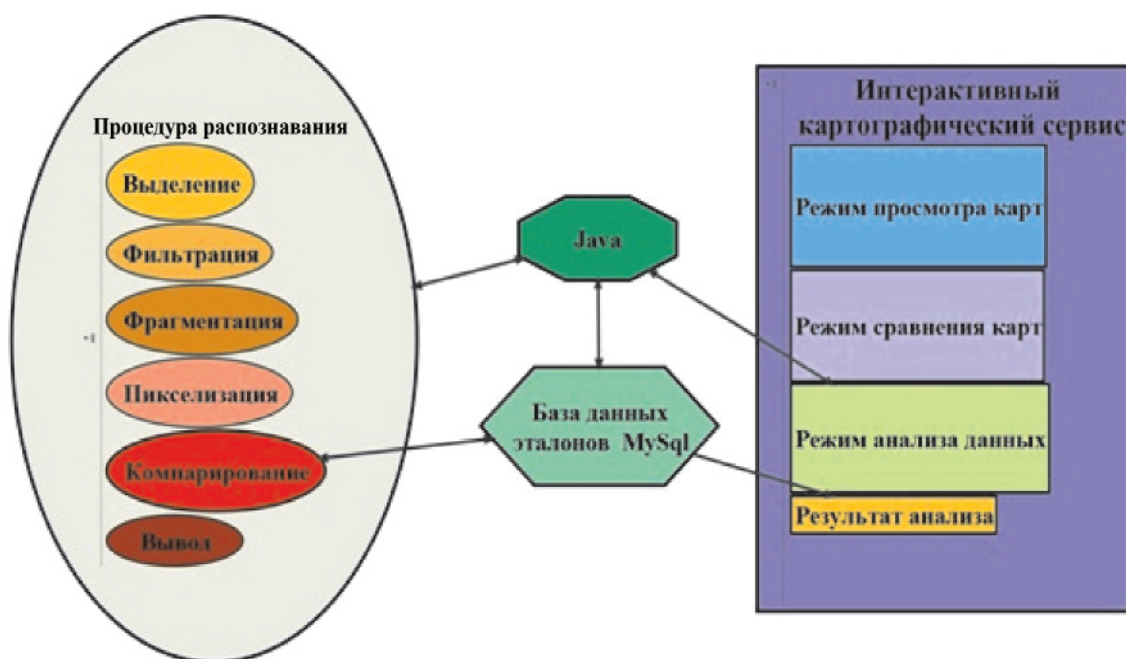 Процедура распознавания
Выделение
Фильтрация
Фрагментация
Пикселизация
Компарирование
Вывод
Java
База данных
эталонов MySql
Интерактивный
картографический сервис
Режим просмотра карт
Режим сравнения карт
Режим анализа данных
Результат анализа